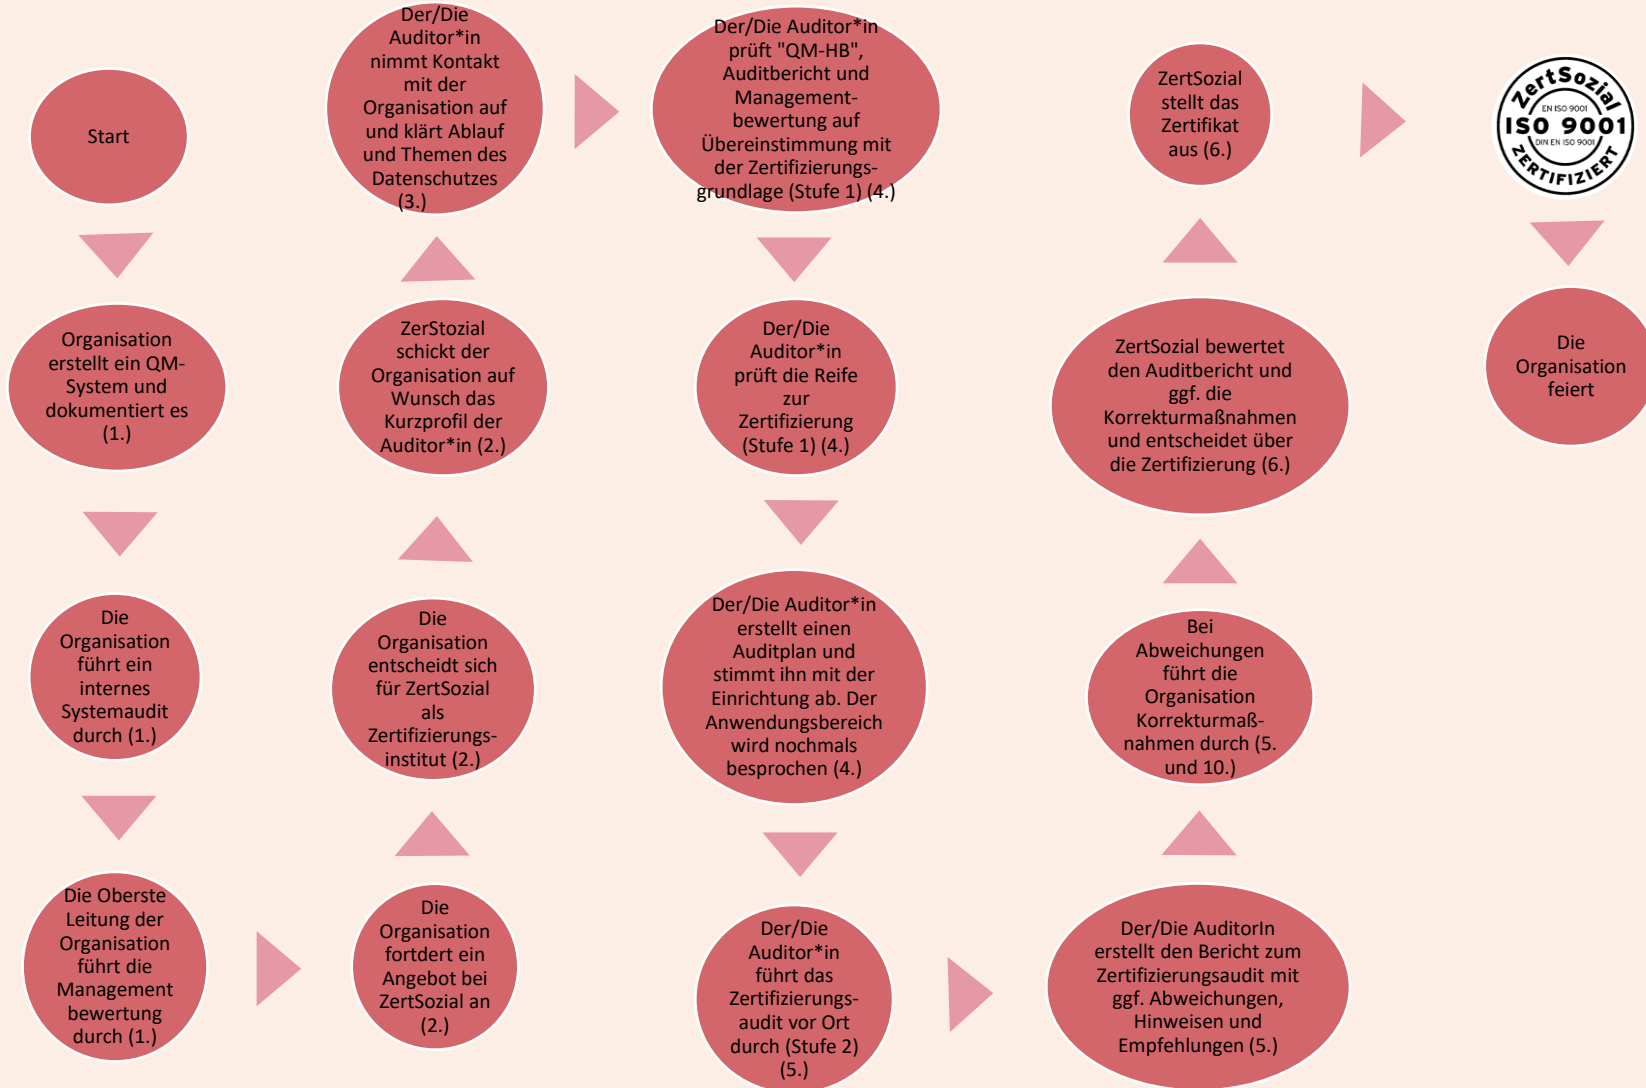 Start
Organisation
erstellt ein QM-
System und
dokumentiert es
(1.)
Die
Organisation
führt ein
internes
Systemaudit
durch (1.)
Die Oberste
Leitung der
Organisation
führt die
Management
bewertung
durch (1.)
Die
Organisation
fortdert ein
Angebot bei
ZertSozial an
(2.)
Die
Organisation
entscheidet sich
für ZertSozial
als
Zertifizierungs-
institut (2.)
ZerStozial
schickt der
Organisation auf
Wunsch das
Kurzprofil der
Auditor*in (2.)
Der/Die
Auditor*in
nimmt Kontakt
mit der
Organisation auf
und klärt Ablauf
und Themen des
Datenschutzes
(3.)
Der/Die Auditor*in
prüft "QM-HB",
Auditbericht und
Management-
bewertung auf
Übereinstimmung mit
der Zertifizierungs-
grundlage (Stufe 1) (4.)
Der/Die
Auditor*in
prüft die Reife
zur
Zertifizierung
(Stufe 1) (4.)
Der/Die Auditor*in
erstellt einen
Auditplan und
stimmt ihn mit der
Einrichtung ab. Der
Anwendungsbereich
wird nochmals
besprochen (4.)
Der/Die
Auditor*in
führt das
Zertifizierungs-
audit vor Ort
durch (Stufe 2)
(5.)
Der/Die AuditorIn
erstellt den Bericht zum
Zertifizierungsaudit mit
ggf. Abweichungen,
Hinweisen und
Empfehlungen (5.)
Bei
Abweichungen
führt die
Organisation
Korrekturmaß-
nahmen durch (5.
und 10.)
ZertSozial bewertet
den Auditbericht und
ggf. die
Korrekturmaßnahmen
und entscheidet über
die Zertifizierung (6.)
ZertSozial
stellt das
Zertifikat
aus (6.)
ZertSozial
EN ISO 9001
ISO 9001
DIN EN ISO 9001
ZERTIFIZIERT
Die
Organisation
feiert